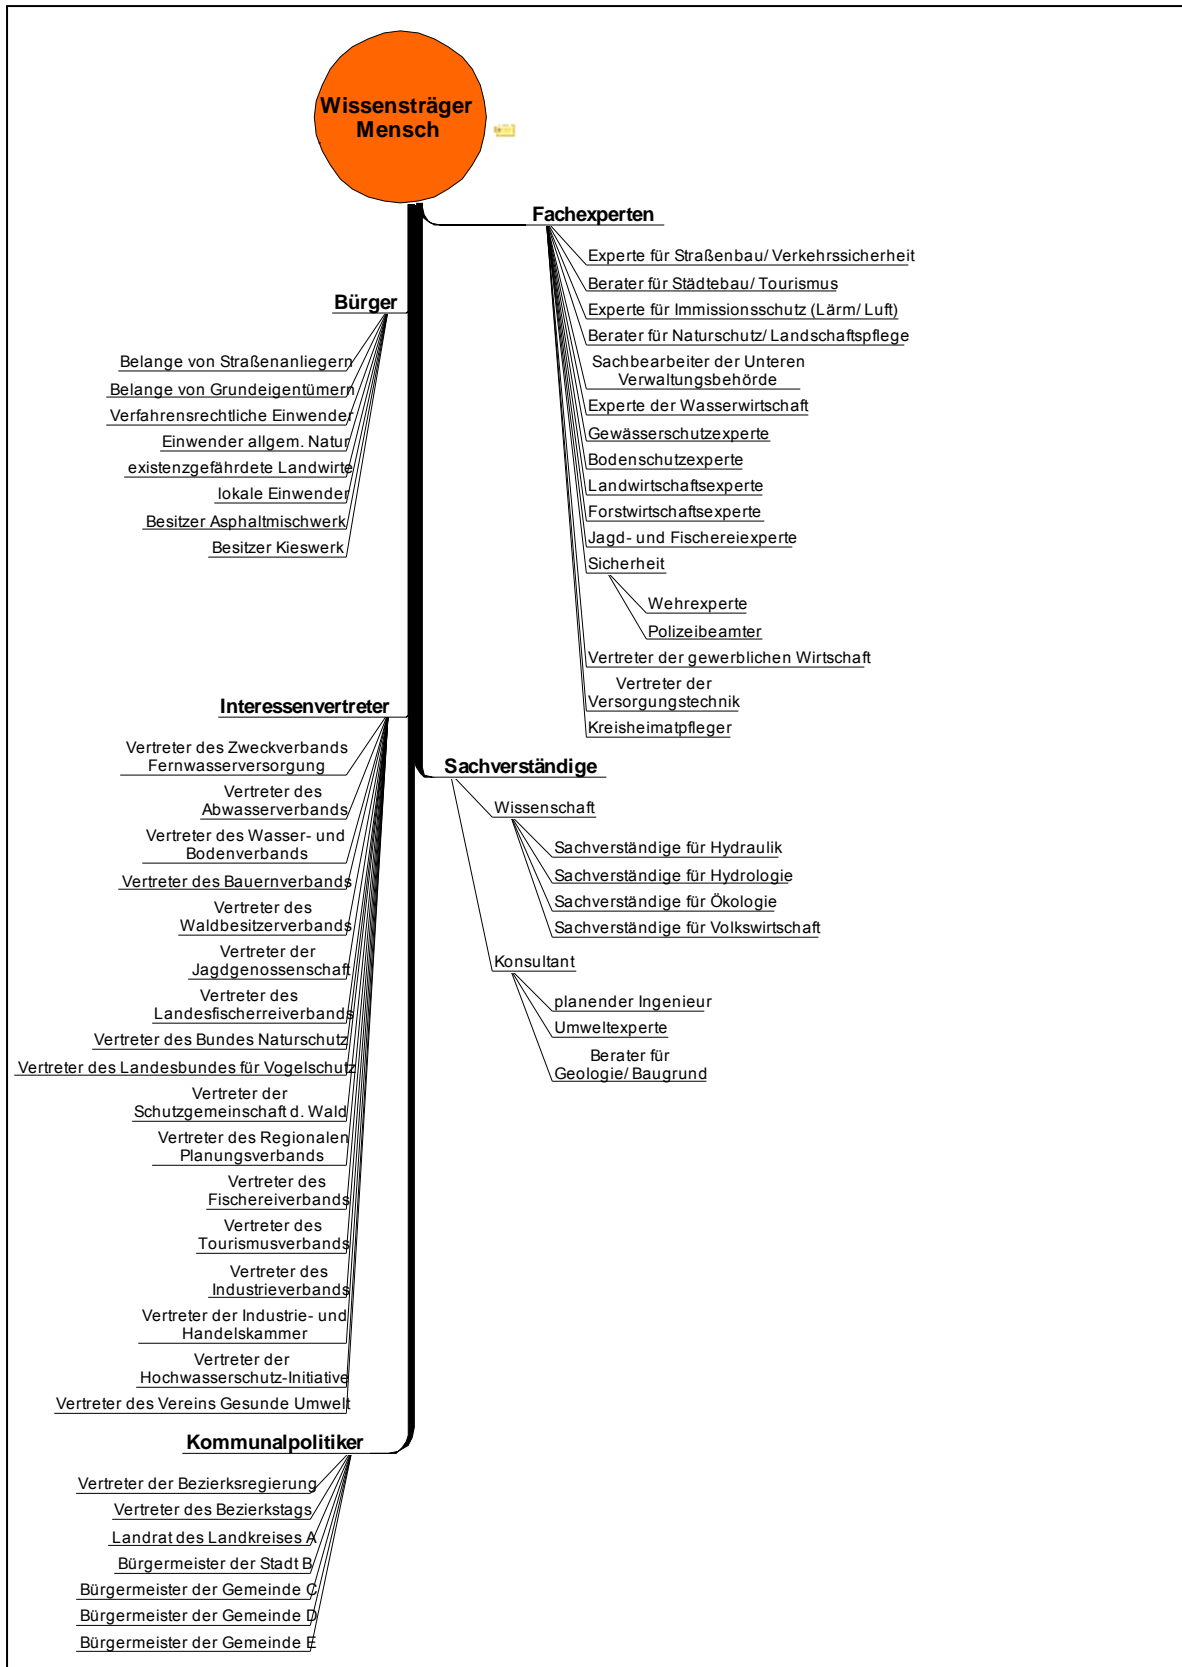 Wissensträger
Mensch
Fachexperten
Experte für Straßenbau/ Verkehrssicherheit
Berater für Städtebau/ Tourismus
Experte für Immissionsschutz (Lärm/ Luft)
Berater für Naturschutz/ Landschaftspflege
Sachbearbeiter der Unteren
Verwaltungsbehörde
Experte der Wasserwirtschaft
Gewässerschutzexperte
Bodenschutzexperte
Landwirtschaftsexperte
Forstwirtschaftsexperte
Jagd- und Fischereiexperte
Sicherheit
Wehrexperte
Polizeibeamter
Vertreter der gewerblichen Wirtschaft
Vertreter der
Versorgungstechnik
Kreisheimatpfleger
Bürger
Belange von Straßenanliegern
Belange von Grundeigentümern
Verfahrensrechtliche Einwender
Einwender allgem. Natur
existenzgefährdete Landwirte
lokale Einwender
Besitzer Asphaltmischwerk
Besitzer Kieswerk
Interessenvertreter
Vertreter des Zweckverbands
Fernwasserversorgung
Vertreter des
Abwasserverbands
Vertreter des Wasser- und
Bodenverbands
Vertreter des Bauernverbands
Vertreter des
Waldbesitzerverbands
Vertreter der
Jagdgenossenschaft
Vertreter des
Landesfischerreiverbands
Vertreter des Bundes Naturschutz
Vertreter des Landesbundes für Vogelschutz
Vertreter der
Schutzgemeinschaft d. Wald
Vertreter des Regionalen
Planungsverbands
Vertreter des
Fischereiverbands
Vertreter des
Tourismusverbands
Vertreter des
Industrieverbands
Vertreter der Industrie- und
Handelskammer
Vertreter der
Hochwasserschutz-Initiative
Vertreter des Vereins Gesunde Umwelt
Sachverständige
Wissenschaft
Sachverständige für Hydraulik
Sachverständige für Hydrologie
Sachverständige für Ökologie
Sachverständige für Volkswirtschaft
Konsultant
planender Ingenieur
Umweltexperte
Berater für
Geologie/ Baugrund
Kommunalpolitiker
Vertreter der Bezierksregierung
Vertreter des Bezierkstags
Landrat des Landkreises A
Bürgermeister der Stadt B
Bürgermeister der Gemeinde C
Bürgermeister der Gemeinde D
Bürgermeister der Gemeinde E